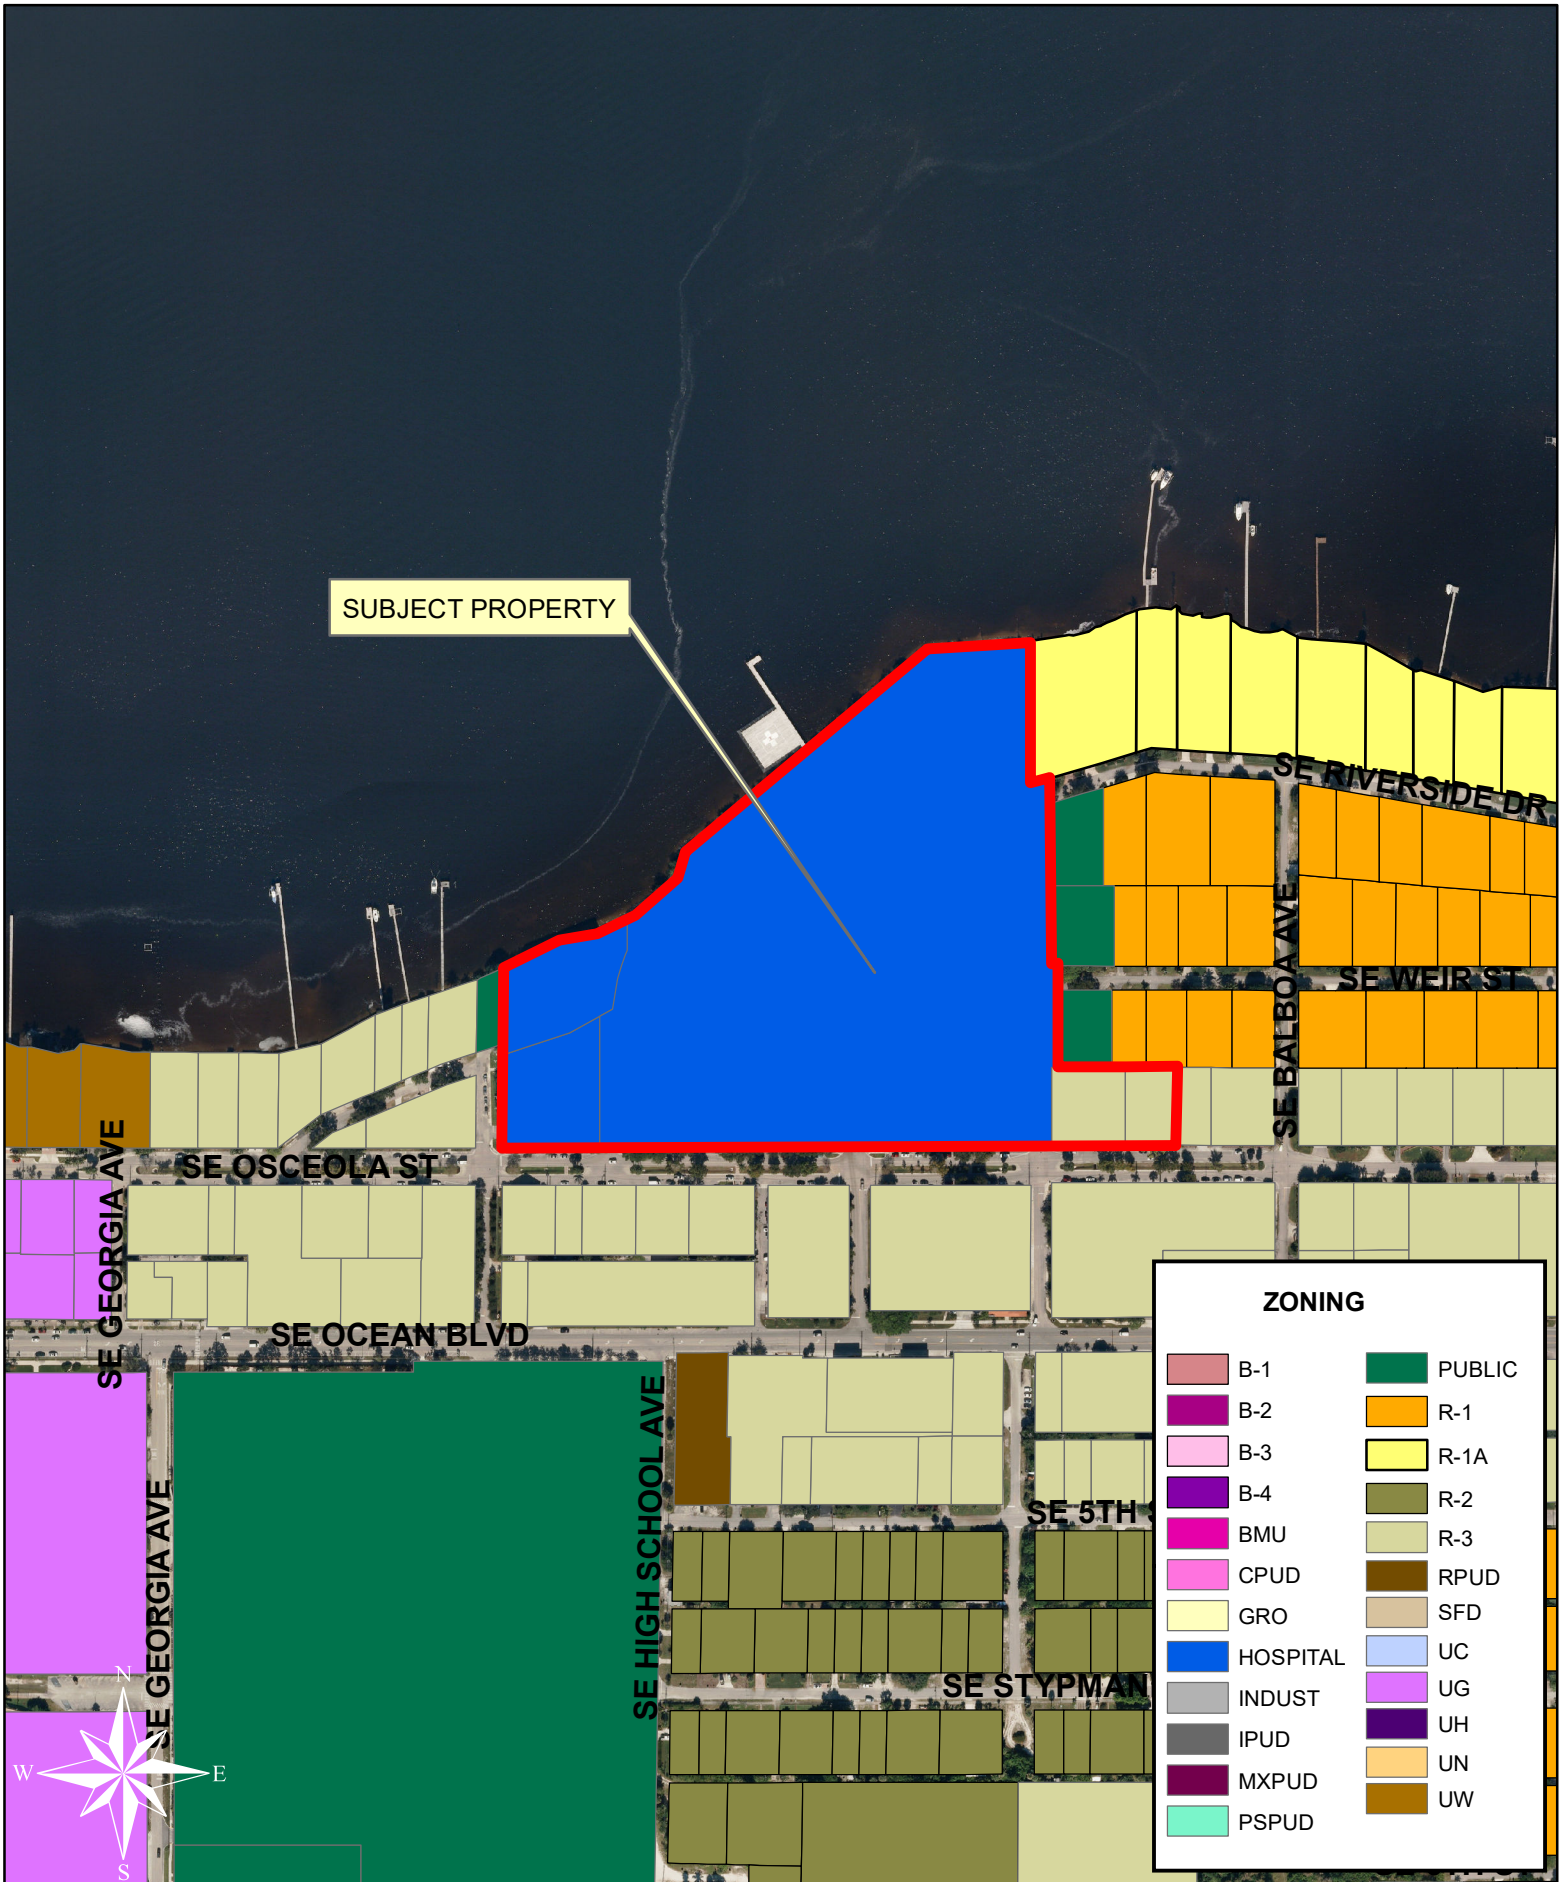 SUBJECT PROPERTY
SE RIVERSIDE DR
SE BALBOA AVE
SE WEIR ST
SE GEORGIA AVE
SE OSCEOLA ST
SE OCEAN BLVD
SE HIGH SCHOOL AVE
SE GEORGIA AVE
SE 5TH
SE STYPMAN
N
W
E
S
ZONING
B-1
B-2
B-3
B-4
BMU
CPUD
GRO
HOSPITAL
INDUST
IPUD
MXPUD
PSPUD
PUBLIC
R-1
R-1A
R-2
R-3
RPUD
SFD
UC
UG
UH
UN
UW